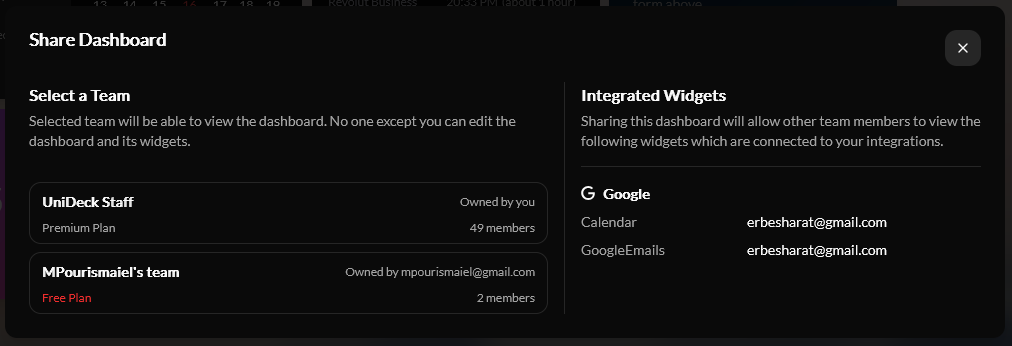 13 14 15 16 17 18 19
Revolut Business
20:33 PM (about 1 hour)
form above
Share Dashboard
Select a Team
Selected team will be able to view the dashboard. No one except you can edit the
dashboard and its widgets.
UniDeck Staff
Owned by you
Premium Plan
49 members
MPourismaiel's team
Owned by mpourismaiel@gmail.com
Free Plan
2 members
Integrated Widgets
Sharing this dashboard will allow other team members to view the
following widgets which are connected to your integrations.
Google
Calendar
erbesharat@gmail.com
GoogleEmails
erbesharat@gmail.com